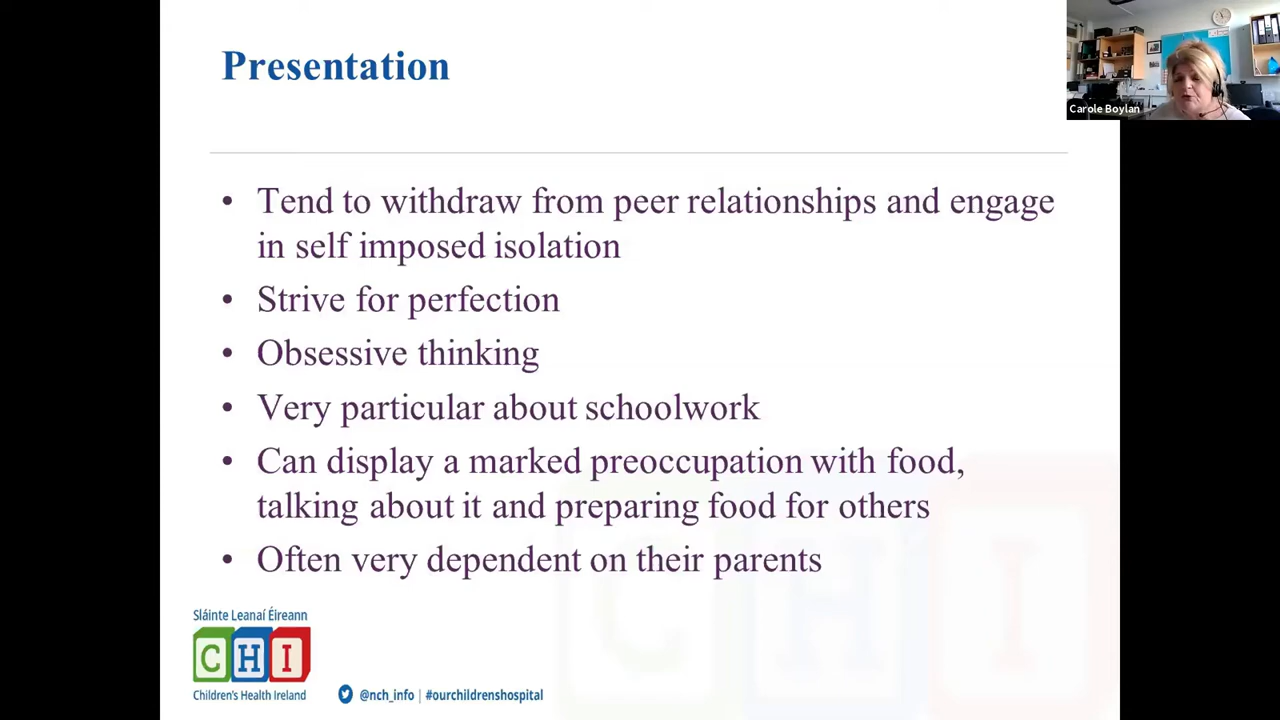 Presentation
Carole Boylan
• Tend to withdraw from peer relationships and engage
in self imposed isolation
• Strive for perfection
• Obsessive thinking
• Very particular about schoolwork
• Can display a marked preoccupation with food,
talking about it and preparing food for others
• Often very dependent on their parents
Sláinte Leanaí Éireann
CHI
Children's Health Ireland
@nch_info | #ourchildrenshospital
CHI